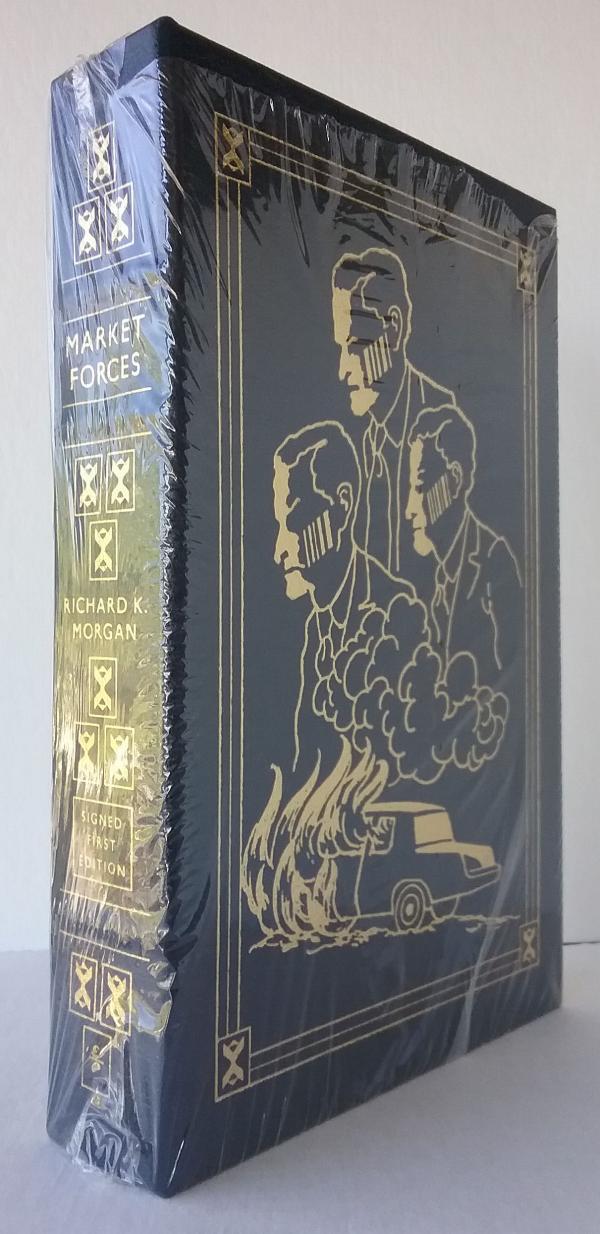 MARKET
FORCES
RICHARD K.
MORGAN
SIGNED
FIRST
EDITION